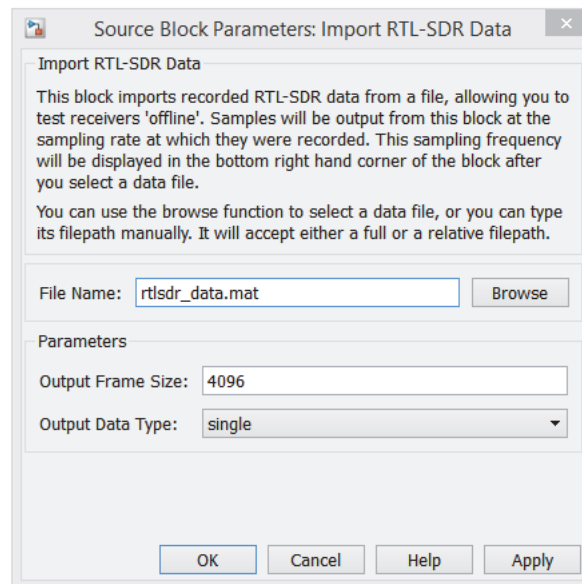 Source Block Parameters: Import RTL-SDR Data
Import RTL-SDR Data
This block imports recorded RTL-SDR data from a file, allowing you to
test receivers 'offline'. Samples will be output from this block at the
sampling rate at which they were recorded. This sampling frequency
will be displayed in the bottom right hand corner of the block after
you select a data file.
You can use the browse function to select a data file, or you can type
its filepath manually. It will accept either a full or a relative filepath.
File Name: rtlsdr_data.mat Browse
Parameters
Output Frame Size: 4096
Output Data Type: single
OK Cancel Help Apply